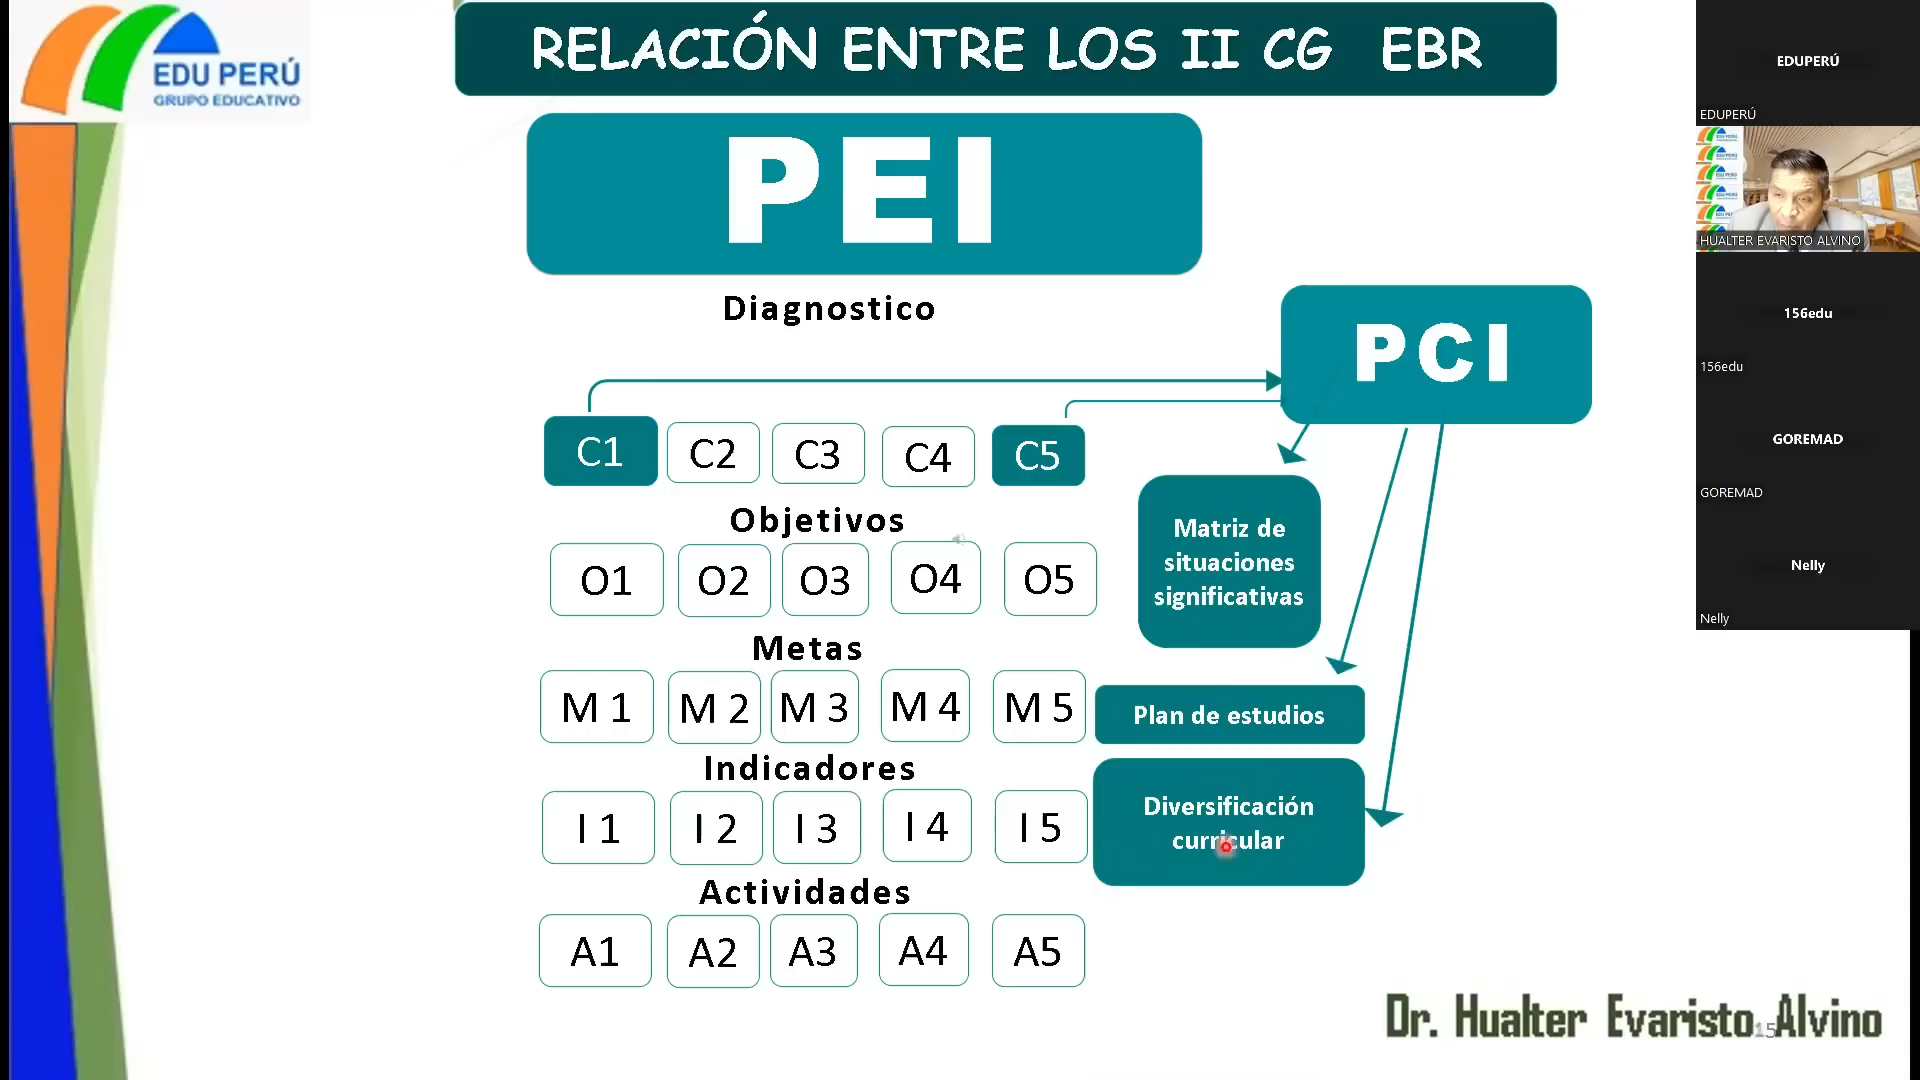 EDU PERÚ
GRUPO EDUCATIVO
RELACIÓN ENTRE LOS II CG EBR
PEI
Diagnostico
PCI
C1 C2 C3 C4 C5
Objetivos
O1 O2 O3 O4 O5
Metas
M 1 M 2 M 3 M 4 M 5
Indicadores
I 1 I 2 I 3 I 4 I 5
Actividades
A1 A2 A3 A4 A5
Matriz de
situaciones
significativas
Plan de estudios
Diversificación
curricular
Dr. Hualter Evaristo Alvino
15
EDUPERÚ
EDUPERÚ
HUALTER EVARISTO ALVINO
156edu
156edu
GOREMAD
GOREMAD
Nelly
Nelly